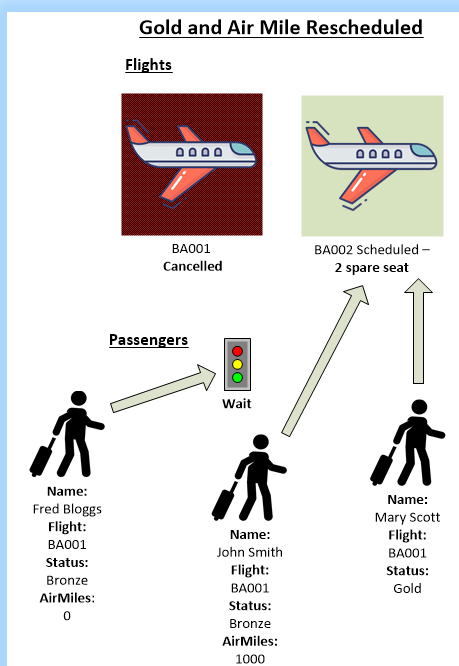 Gold and Air Mile Rescheduled
Flights
BA001
Cancelled
BA002 Scheduled –
2 spare seat
Passengers
Wait
Name:
Fred Bloggs
Flight:
BA001
Status:
Bronze
AirMiles:
0
Name:
John Smith
Flight:
BA001
Status:
Bronze
AirMiles:
1000
Name:
Mary Scott
Flight:
BA001
Status:
Gold